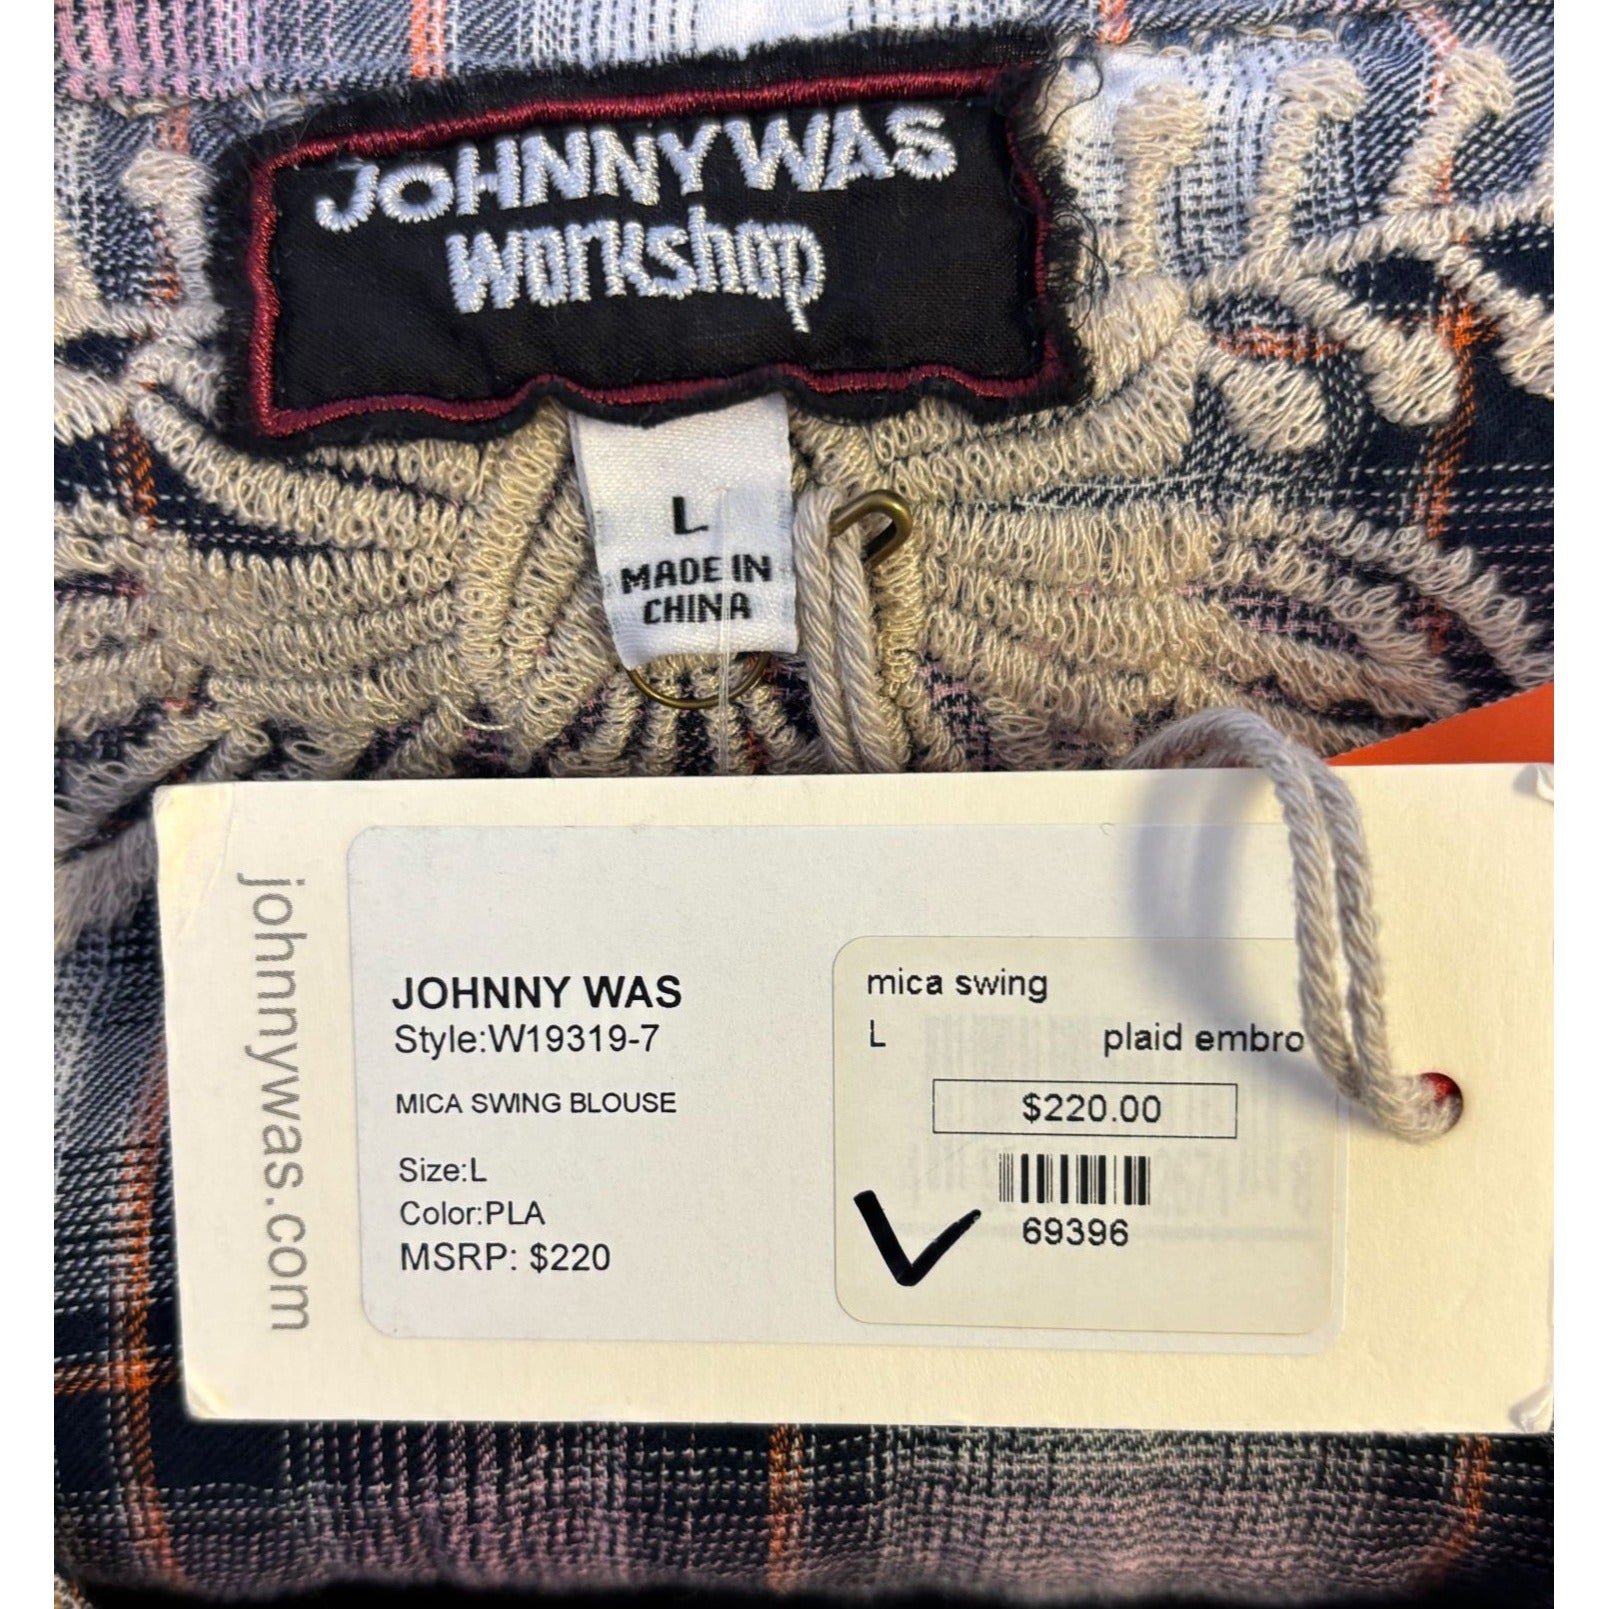 JOHNNY WAS
workshop
L
MADE IN
CHINA
johnnywas.com
JOHNNY WAS
Style:W19319-7
MICA SWING BLOUSE
Size:L
Color:PLA
MSRP: $220
mica swing
L plaid embro
$220.00
69396